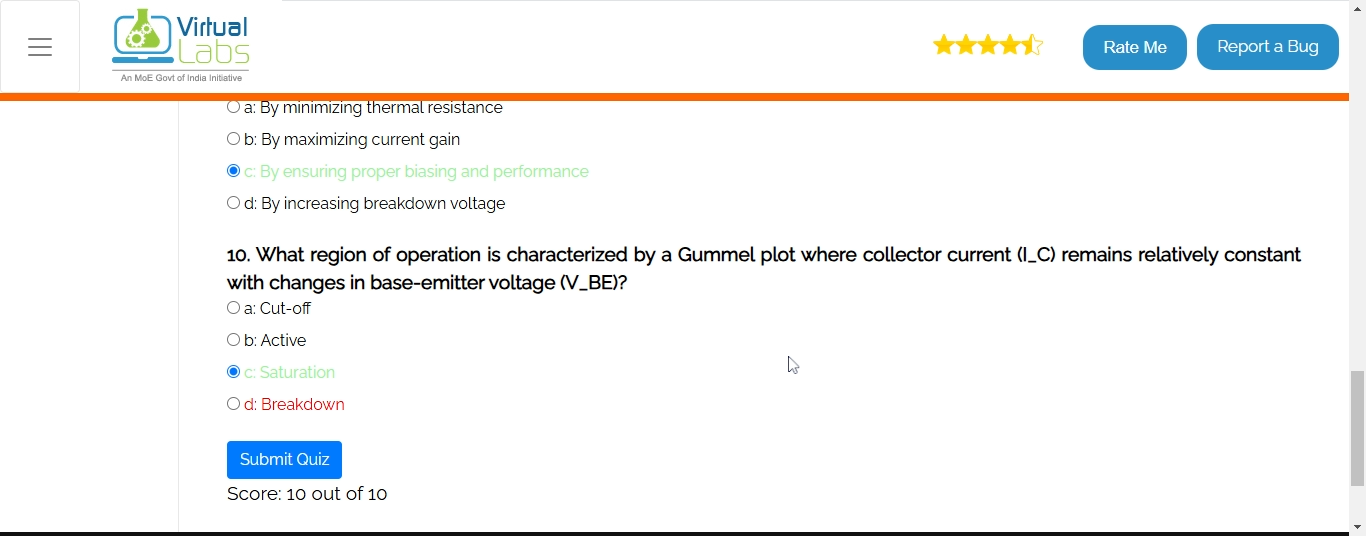 Virtual
Labs
An MoE Govt of India Initiative
Rate Me
Report a Bug
a: By minimizing thermal resistance
b: By maximizing current gain
c: By ensuring proper biasing and performance
d: By increasing breakdown voltage
10. What region of operation is characterized by a Gummel plot where collector current (I_C) remains relatively constant
with changes in base-emitter voltage (V_BE)?
a: Cut-off
b: Active
c: Saturation
d: Breakdown
Submit Quiz
Score: 10 out of 10